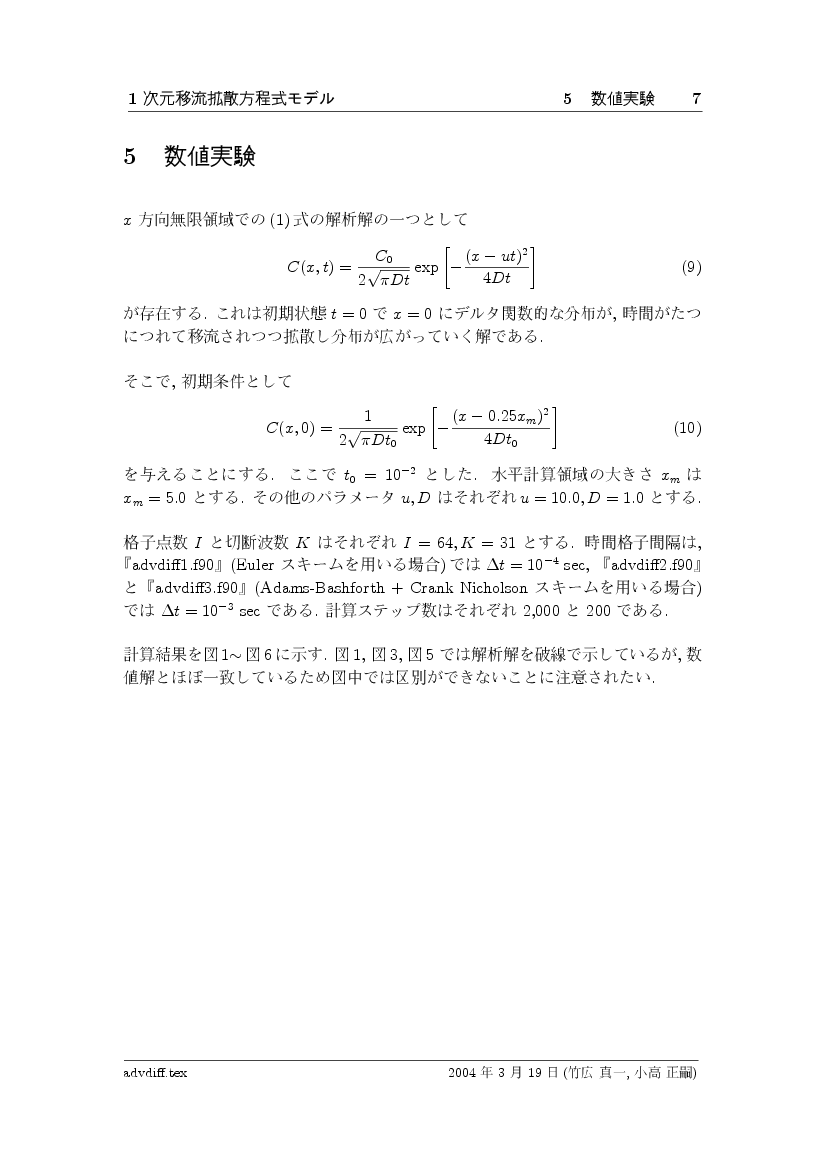 1 次元移流拡散方程式モデル 5 数値実験 7
5 数値実験
x 方向無限領域での (1) 式の解析解の一つとして
C(x, t) = \frac{C_0}{2\sqrt{\pi Dt}} \exp\left[-\frac{(x - ut)^2}{4Dt}\right] (9)
が存在する. これは初期状態 t = 0 で x = 0 にデルタ関数的な分布が, 時間がたつ
につれて移流されつつ拡散し分布が広がっていく解である.
そこで, 初期条件として
C(x, 0) = \frac{1}{2\sqrt{\pi Dt_0}} \exp\left[-\frac{(x - 0.25x_m)^2}{4Dt_0}\right] (10)
を与えることにする. ここで t₀ = 10⁻² とした. 水平計算領域の大きさ xₘ は
xₘ = 5.0 とする. その他のパラメータ u, D はそれぞれ u = 10.0, D = 1.0 とする.
格子点数 I と切断波数 K はそれぞれ I = 64, K = 31 とする. 時間格子間隔は,
『advdiff1.f90』(Euler スキームを用いる場合) では Δt = 10⁻⁴ sec, 『advdiff2.f90』
と『advdiff3.f90』(Adams-Bashforth + Crank Nicholson スキームを用いる場合)
では Δt = 10⁻³ sec である. 計算ステップ数はそれぞれ 2,000 と 200 である.
計算結果を図 1∼ 図 6 に示す. 図 1, 図 3, 図 5 では解析解を破線で示しているが, 数
値解とほぼ一致しているため図中では区別ができないことに注意されたい.
advdiff.tex 2004 年 3 月 19 日 (竹広 真一, 小高 正嗣)